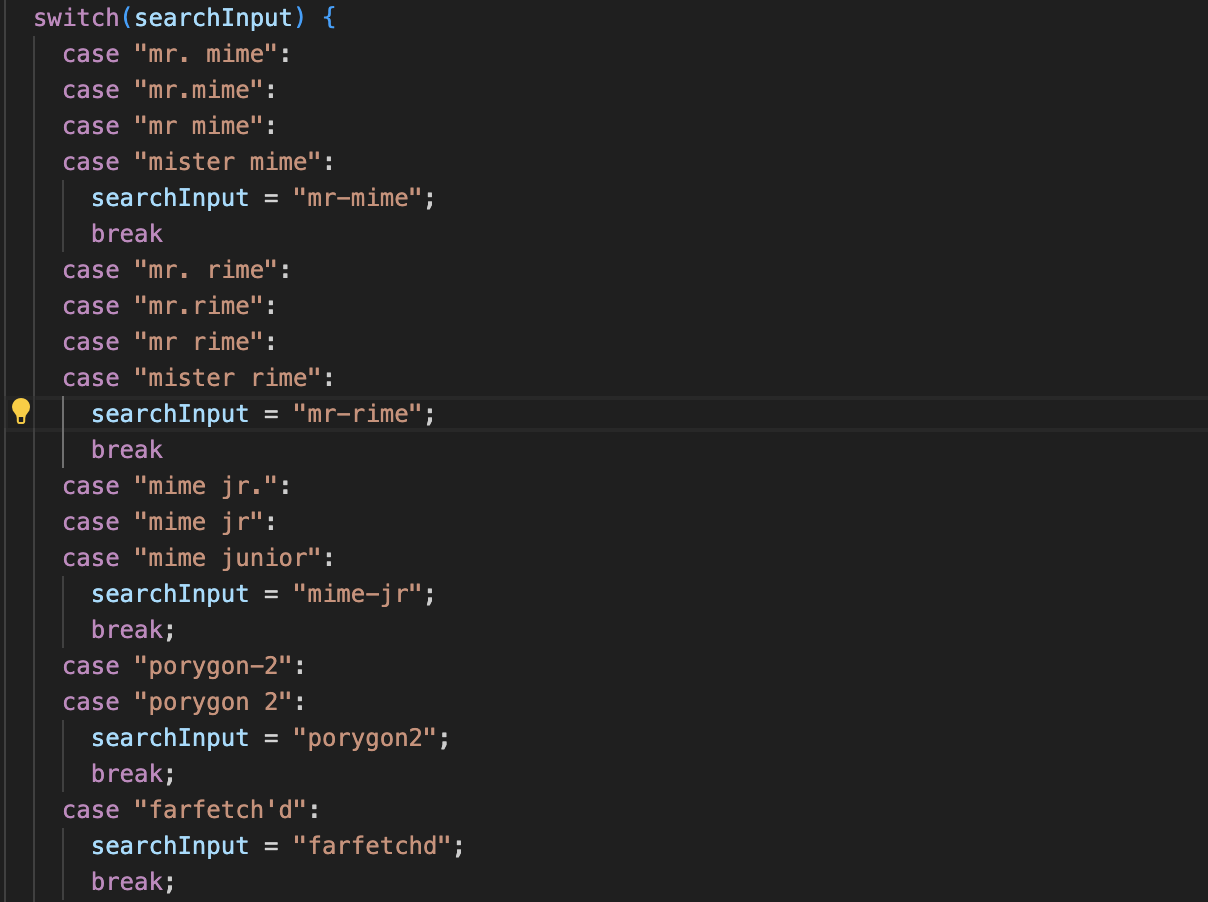 switch(searchInput) {
case "mr. mime":
case "mr.mime":
case "mr mime":
case "mister mime":
searchInput = "mr-mime";
break
case "mr. rime":
case "mr.rime":
case "mr rime":
case "mister rime":
searchInput = "mr-rime";
break
case "mime jr.":
case "mime jr":
case "mime junior":
searchInput = "mime-jr";
break;
case "porygon-2":
case "porygon 2":
searchInput = "porygon2";
break;
case "farfetch'd":
searchInput = "farfetchd";
break;